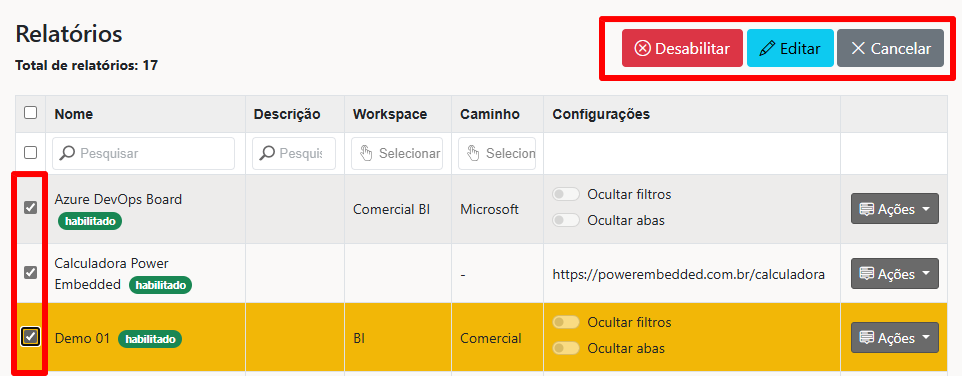 Relatórios
Total de relatórios: 17
Desabilitar
Editar
Cancelar
Nome
Descrição
Workspace
Caminho
Configurações
Pesquisar
Pesquis
Selecionar
Selecion
Azure DevOps Board
habilitado
Comercial BI
Microsoft
Ocultar filtros
Ocultar abas
Ações
Calculadora Power
Embedded habilitado
-
https://powerembedded.com.br/calculadora
Ações
Demo 01 habilitado
BI
Comercial
Ocultar filtros
Ocultar abas
Ações